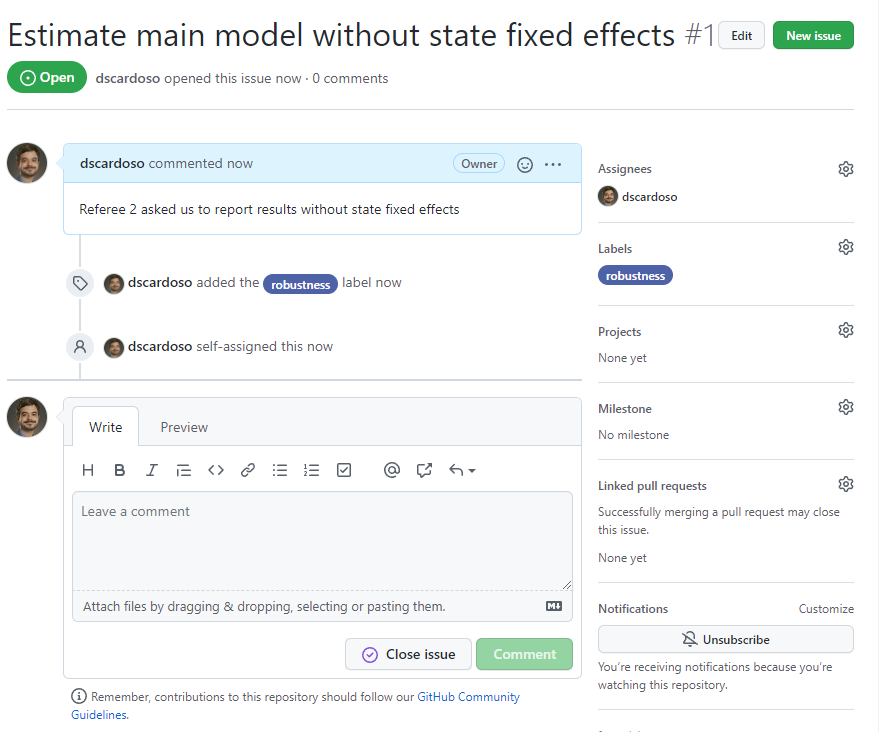 Estimate main model without state fixed effects #1
Edit
New issue
Open
dscardoso opened this issue now · 0 comments
dscardoso commented now
Owner
Referee 2 asked us to report results without state fixed effects
dscardoso added the robustness label now
dscardoso self-assigned this now
Write
Preview
Leave a comment
Attach files by dragging & dropping, selecting or pasting them.
Close issue
Comment
Remember, contributions to this repository should follow our GitHub Community
Guidelines.
Assignees
dscardoso
Labels
robustness
Projects
None yet
Milestone
No milestone
Linked pull requests
Successfully merging a pull request may close
this issue.
None yet
Notifications
Customize
Unsubscribe
You're receiving notifications because you're
watching this repository.